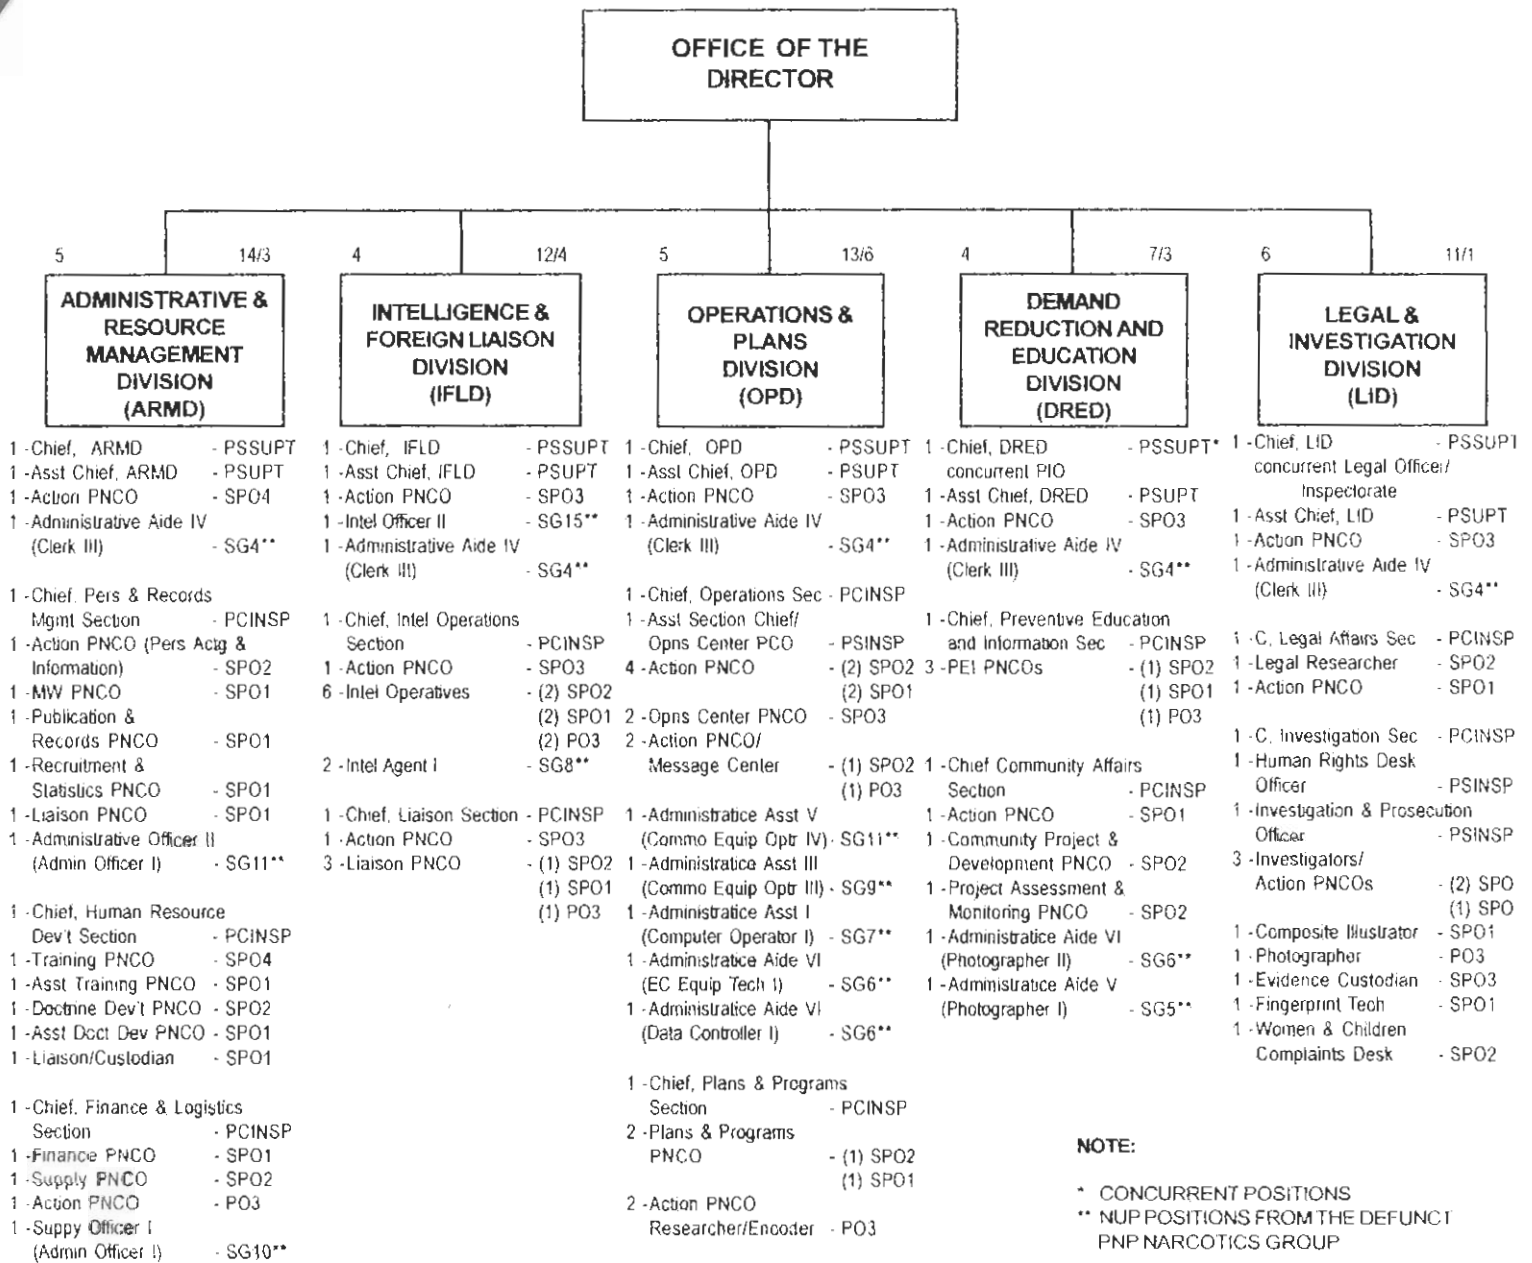 OFFICE OF THE
DIRECTOR
5 14/3
ADMINISTRATIVE &
RESOURCE
MANAGEMENT
DIVISION
(ARMD)
1 - Chief, ARMD - PSSUPT
1 - Asst Chief, ARMD - PSUPT
1 - Action PNCO - SPO4
1 - Administrative Aide IV
(Clerk III) - SG4**
1 - Chief, Pers & Records
Mgmt Section - PCINSP
1 - Action PNCO (Pers Actg &
Information) - SPO2
1 - MW PNCO - SPO1
1 - Publication &
Records PNCO - SPO1
1 - Recruitment &
Statistics PNCO - SPO1
1 - Liaison PNCO - SPO1
1 - Administrative Officer II
(Admin Officer I) - SG11**
1 - Chief, Human Resource
Dev't Section - PCINSP
1 - Training PNCO - SPO4
1 - Asst Training PNCO - SPO1
1 - Doctrine Dev't PNCO - SPO2
1 - Asst Doct Dev PNCO - SPO1
1 - Liaison/Custodian - SPO1
1 - Chief, Finance & Logistics
Section - PCINSP
1 - Finance PNCO - SPO1
1 - Supply PNCO - SPO2
1 - Action PNCO - PO3
1 - Suppy Officer I
(Admin Officer I) - SG10**
4 12/4
INTELLIGENCE &
FOREIGN LIAISON
DIVISION
(IFLD)
1 - Chief, IFLD - PSSUPT
1 - Asst Chief, IFLD - PSUPT
1 - Action PNCO - SPO3
1 - Intel Officer II - SG15**
1 - Administrative Aide IV
(Clerk III) - SG4**
1 - Chief, Intel Operations
Section - PCINSP
1 - Action PNCO - SPO3
6 - Intel Operatives - (2) SPO2
(2) SPO1
(2) PO3
2 - Intel Agent I - SG8**
1 - Chief, Liaison Section - PCINSP
1 - Action PNCO - SPO3
3 - Liaison PNCO - (1) SPO2
(1) SPO1
(1) PO3
5 13/6
OPERATIONS &
PLANS
DIVISION
(OPD)
1 - Chief, OPD - PSSUPT
1 - Asst Chief, OPD - PSUPT
1 - Action PNCO - SPO3
1 - Administrative Aide IV
(Clerk III) - SG4**
1 - Chief, Operations Sec - PCINSP
1 - Asst Section Chief/
Opns Center PCO - PSINSP
4 - Action PNCO - (2) SPO2
(2) SPO1
2 - Opns Center PNCO - SPO3
2 - Action PNCO/
Message Center - (1) SPO2
(1) PO3
1 - Administratice Asst V
(Commo Equip Optr IV) - SG11**
1 - Administratice Asst III
(Commo Equip Optr III) - SG9**
1 - Administratice Asst I
(Computer Operator I) - SG7**
1 - Administratice Aide VI
(EC Equip Tech I) - SG6**
1 - Administratice Aide VI
(Data Controller I) - SG6**
1 - Chief, Plans & Programs
Section - PCINSP
2 - Plans & Programs
PNCO - (1) SPO2
(1) SPO1
2 - Action PNCO
Researcher/Encoder - PO3
4 7/3
DEMAND
REDUCTION AND
EDUCATION
DIVISION
(DRED)
1 - Chief, DRED - PSSUPT*
concurrent PIO
1 - Asst Chief, DRED - PSUPT
1 - Action PNCO - SPO3
1 - Administrative Aide IV
(Clerk III) - SG4**
1 - Chief, Preventive Education
and Information Sec - PCINSP
3 - PEI PNCOs - (1) SPO2
(1) SPO1
(1) PO3
1 - Chief Community Affairs
Section - PCINSP
1 - Action PNCO - SPO1
1 - Community Project &
Development PNCO - SPO2
1 - Project Assessment &
Monitoring PNCO - SPO2
1 - Administratice Aide VI
(Photographer II) - SG6**
1 - Administratice Aide V
(Photographer I) - SG5**
6 11/1
LEGAL &
INVESTIGATION
DIVISION
(LID)
1 - Chief, LID - PSSUPT
concurrent Legal Officer/
Inspectorate
1 - Asst Chief, LID - PSUPT
1 - Action PNCO - SPO3
1 - Administrative Aide IV
(Clerk III) - SG4**
1 - C, Legal Affairs Sec - PCINSP
1 - Legal Researcher - SPO2
1 - Action PNCO - SPO1
1 - C, Investigation Sec - PCINSP
1 - Human Rights Desk
Officer - PSINSP
1 - Investigation & Prosecution
Officer - PSINSP
3 - Investigators/
Action PNCOs - (2) SPO
(1) SPO
1 - Composite Illustrator - SPO1
1 - Photographer - PO3
1 - Evidence Custodian - SPO3
1 - Fingerprint Tech - SPO1
1 - Women & Children
Complaints Desk - SPO2
NOTE:
* CONCURRENT POSITIONS
** NUP POSITIONS FROM THE DEFUNCT
PNP NARCOTICS GROUP